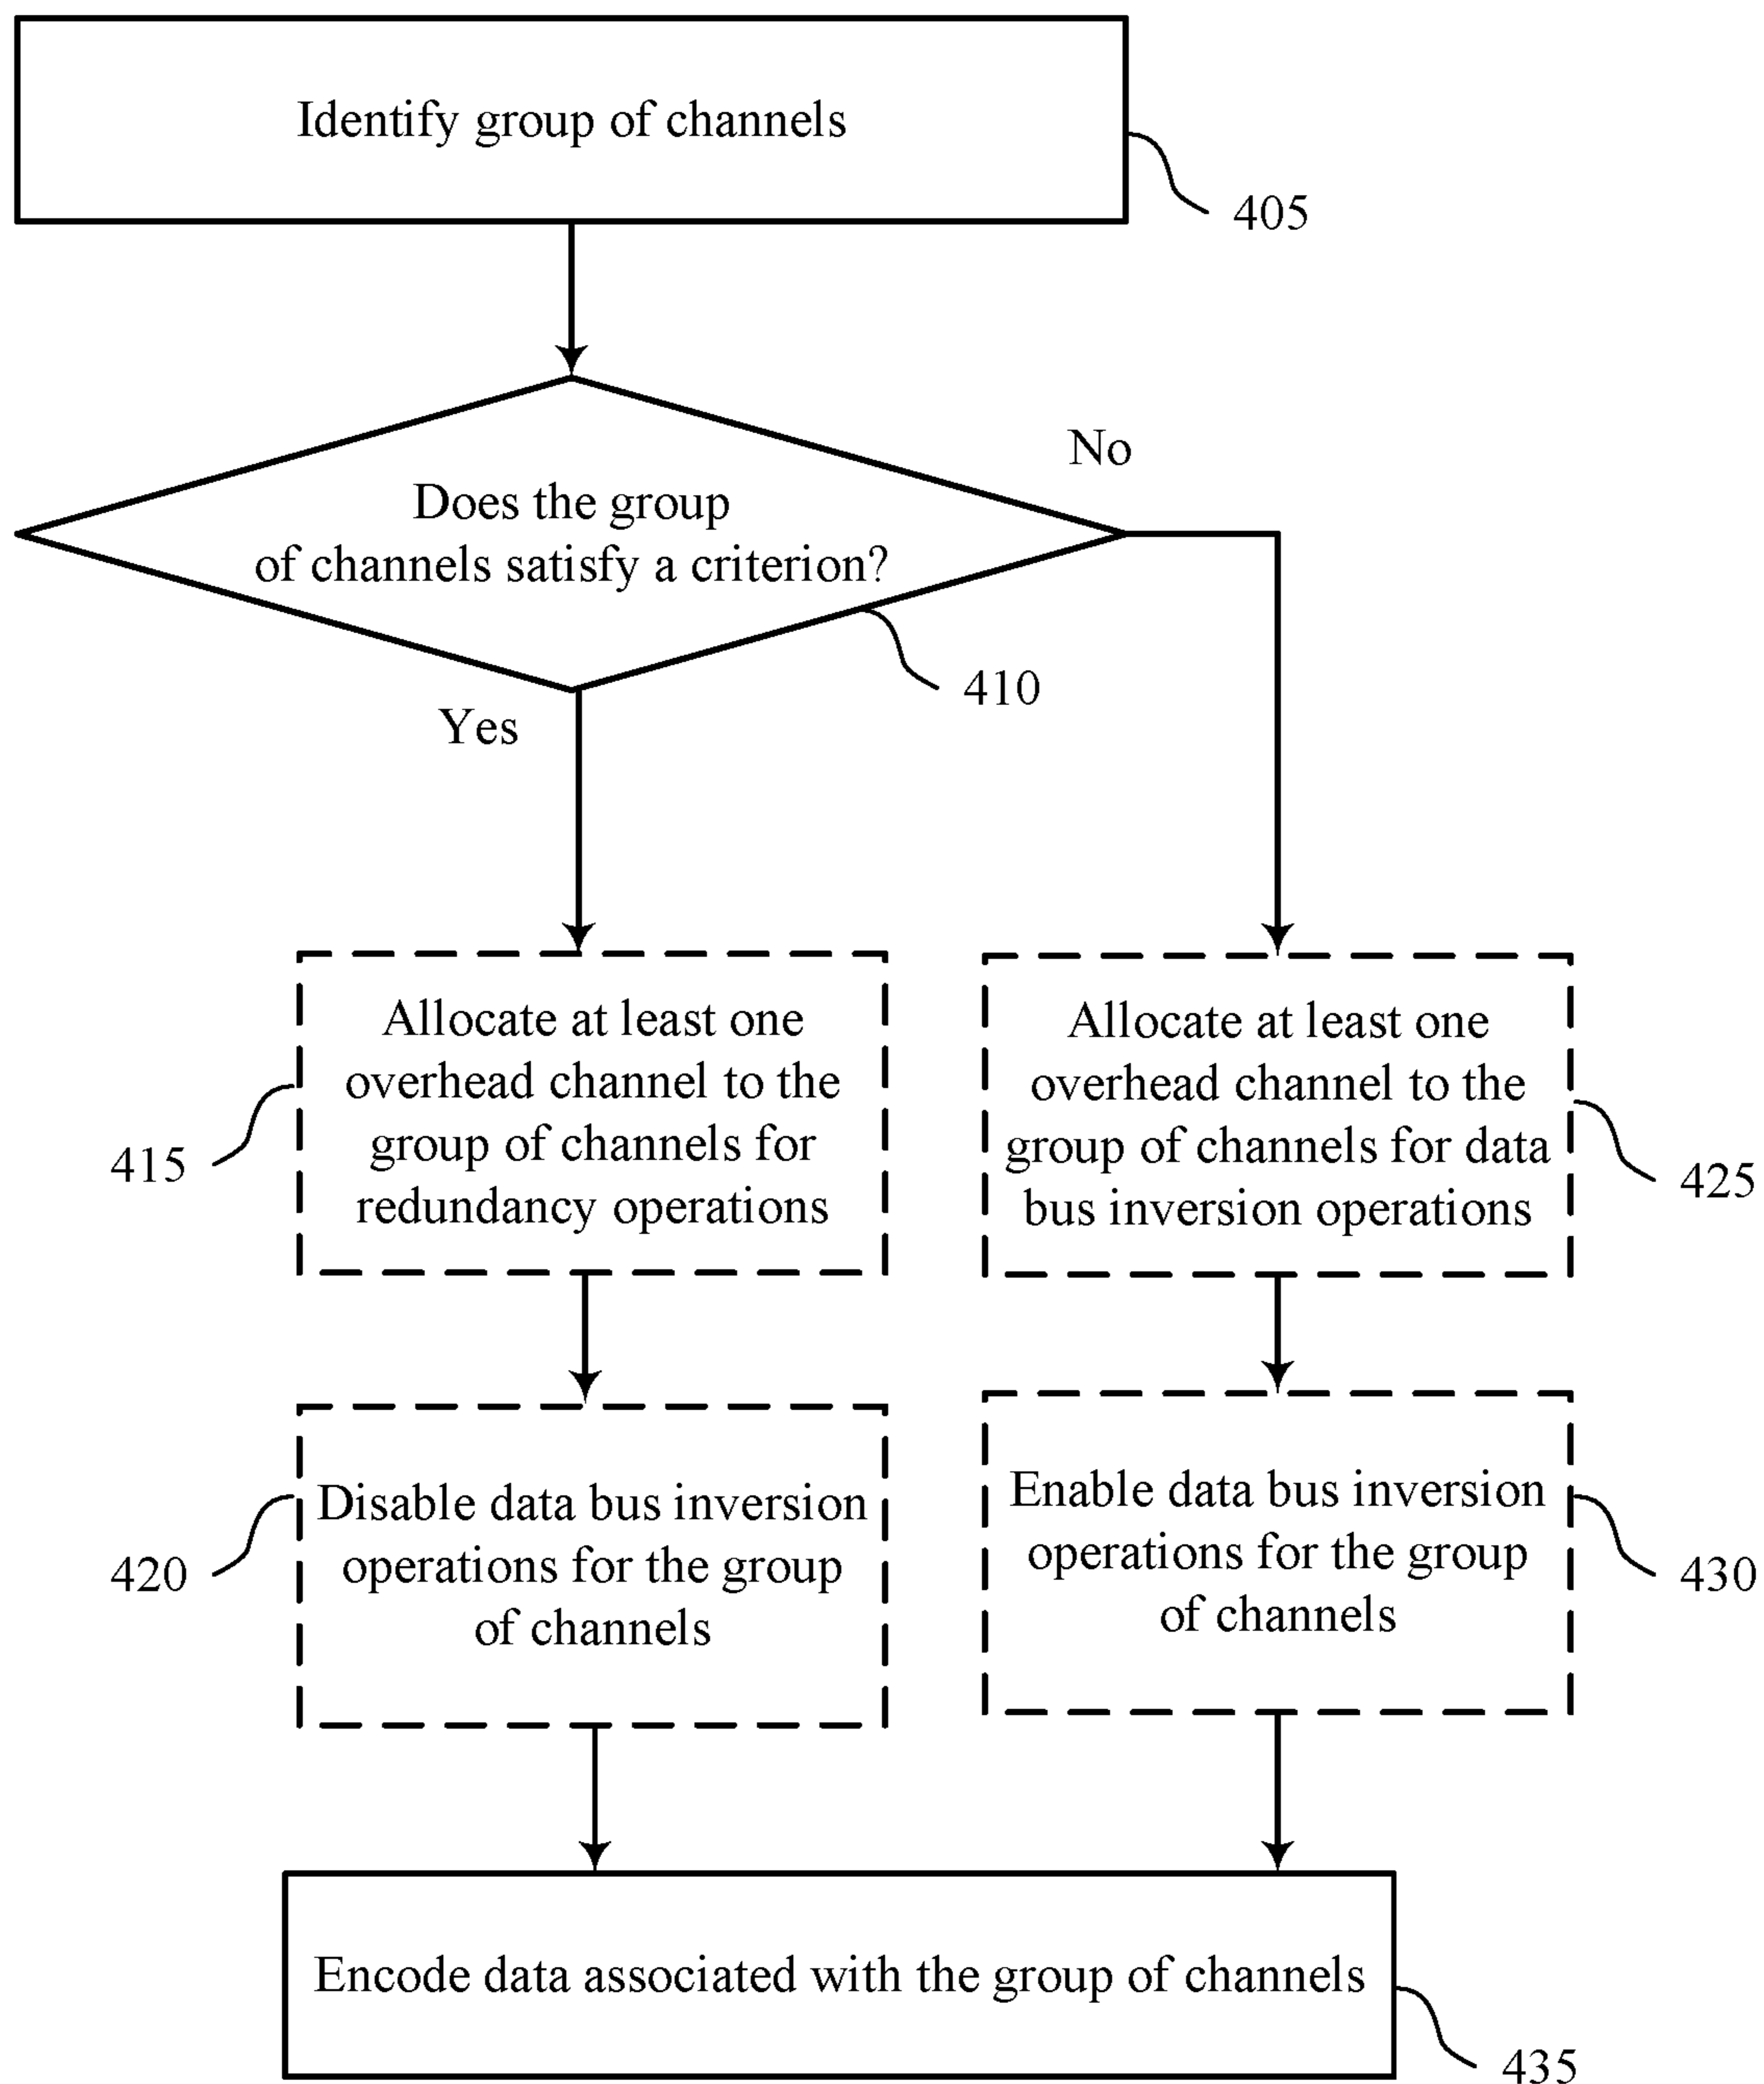 Identify group of channels
405
No
Does the group
of channels satisfy a criterion?
410
Yes
Allocate at least one
overhead channel to the
group of channels for
redundancy operations
415
Allocate at least one
overhead channel to the
group of channels for data
bus inversion operations
425
Disable data bus inversion
operations for the group
of channels
420
Enable data bus inversion
operations for the group
of channels
430
Encode data associated with the group of channels
435